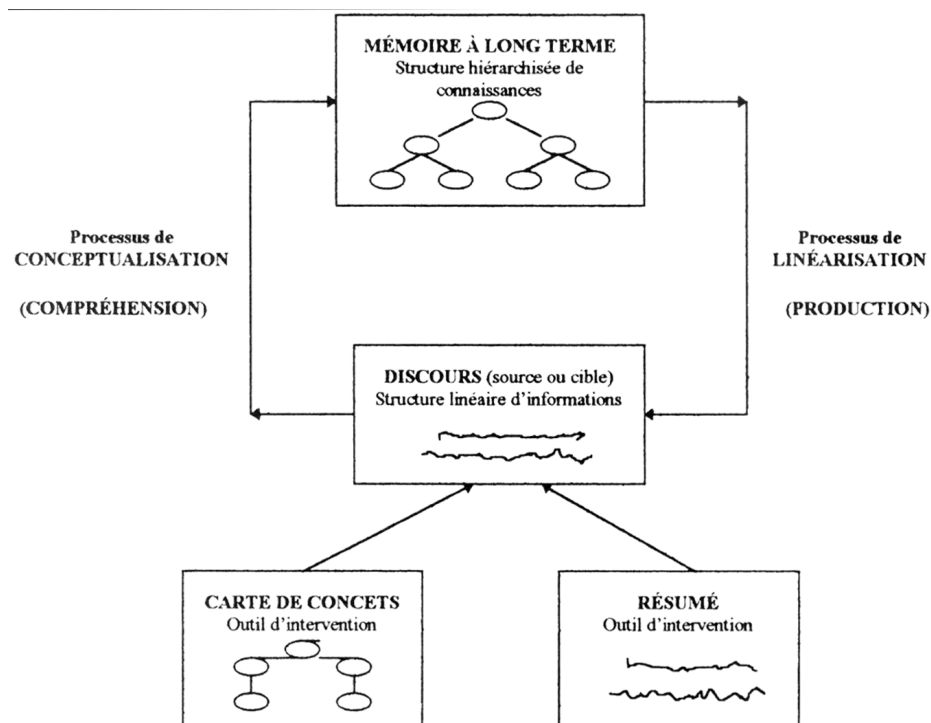 MÉMOIRE À LONG TERME
Structure hiérarchisée de
connaissances
Processus de
CONCEPTUALISATION
(COMPRÉHENSION)
Processus de
LINÉARISATION
(PRODUCTION)
DISCOURS (source ou cible)
Structure linéaire d'informations
CARTE DE CONCETS
Outil d'intervention
RÉSUMÉ
Outil d'intervention